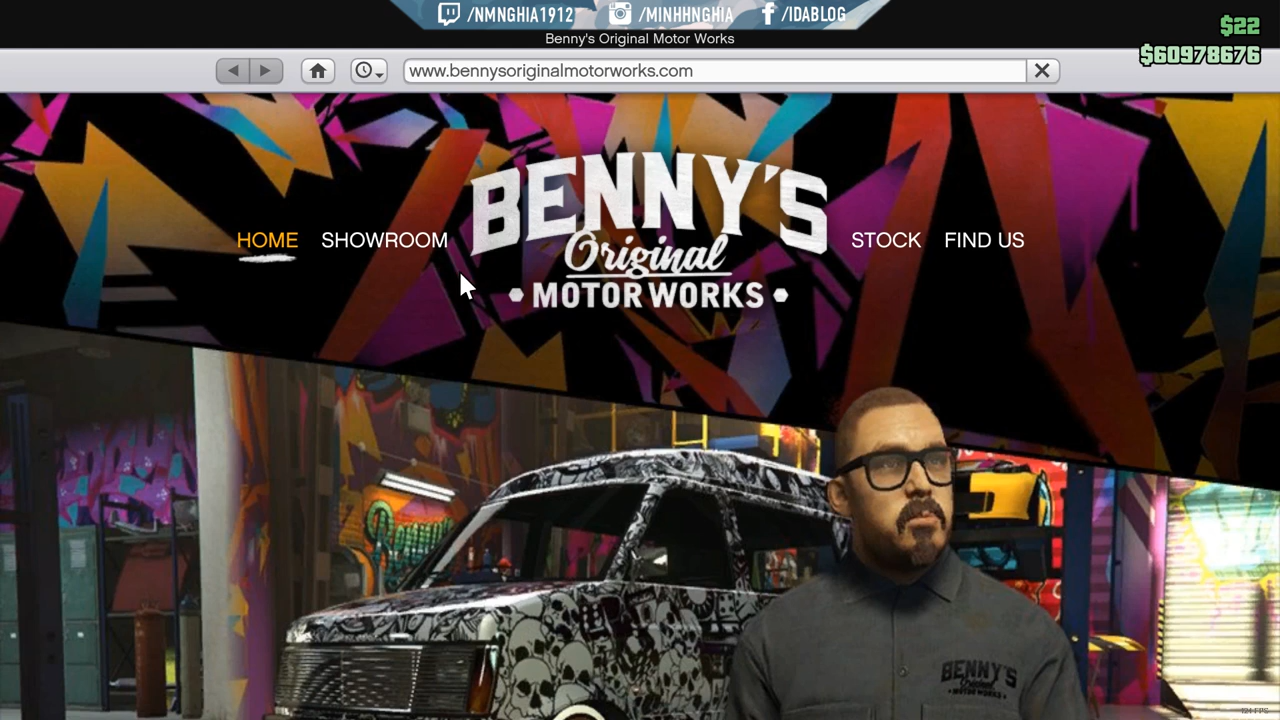 /NMNGHIA1912 /MINHHNGHIA /IDABLOG
Benny's Original Motor Works
$22
$60978676
www.bennysoriginalmotorworks.com
HOME SHOWROOM
BENNY'S
Original
MOTOR WORKS
STOCK FIND US
BENNY'S
Original
MOTOR WORKS